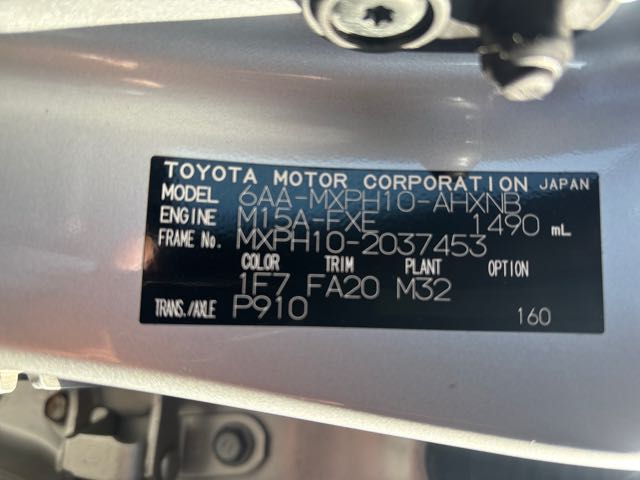 TOYOTA MOTOR CORPORATION JAPAN
MODEL 6AA-MXPH10-AHXNB
ENGINE M15A-FXE 1490 mL
FRAME No. MXPH10-2037453
COLOR TRIM PLANT OPTION
1F7 FA20 M32
TRANS./AXLE P910 160